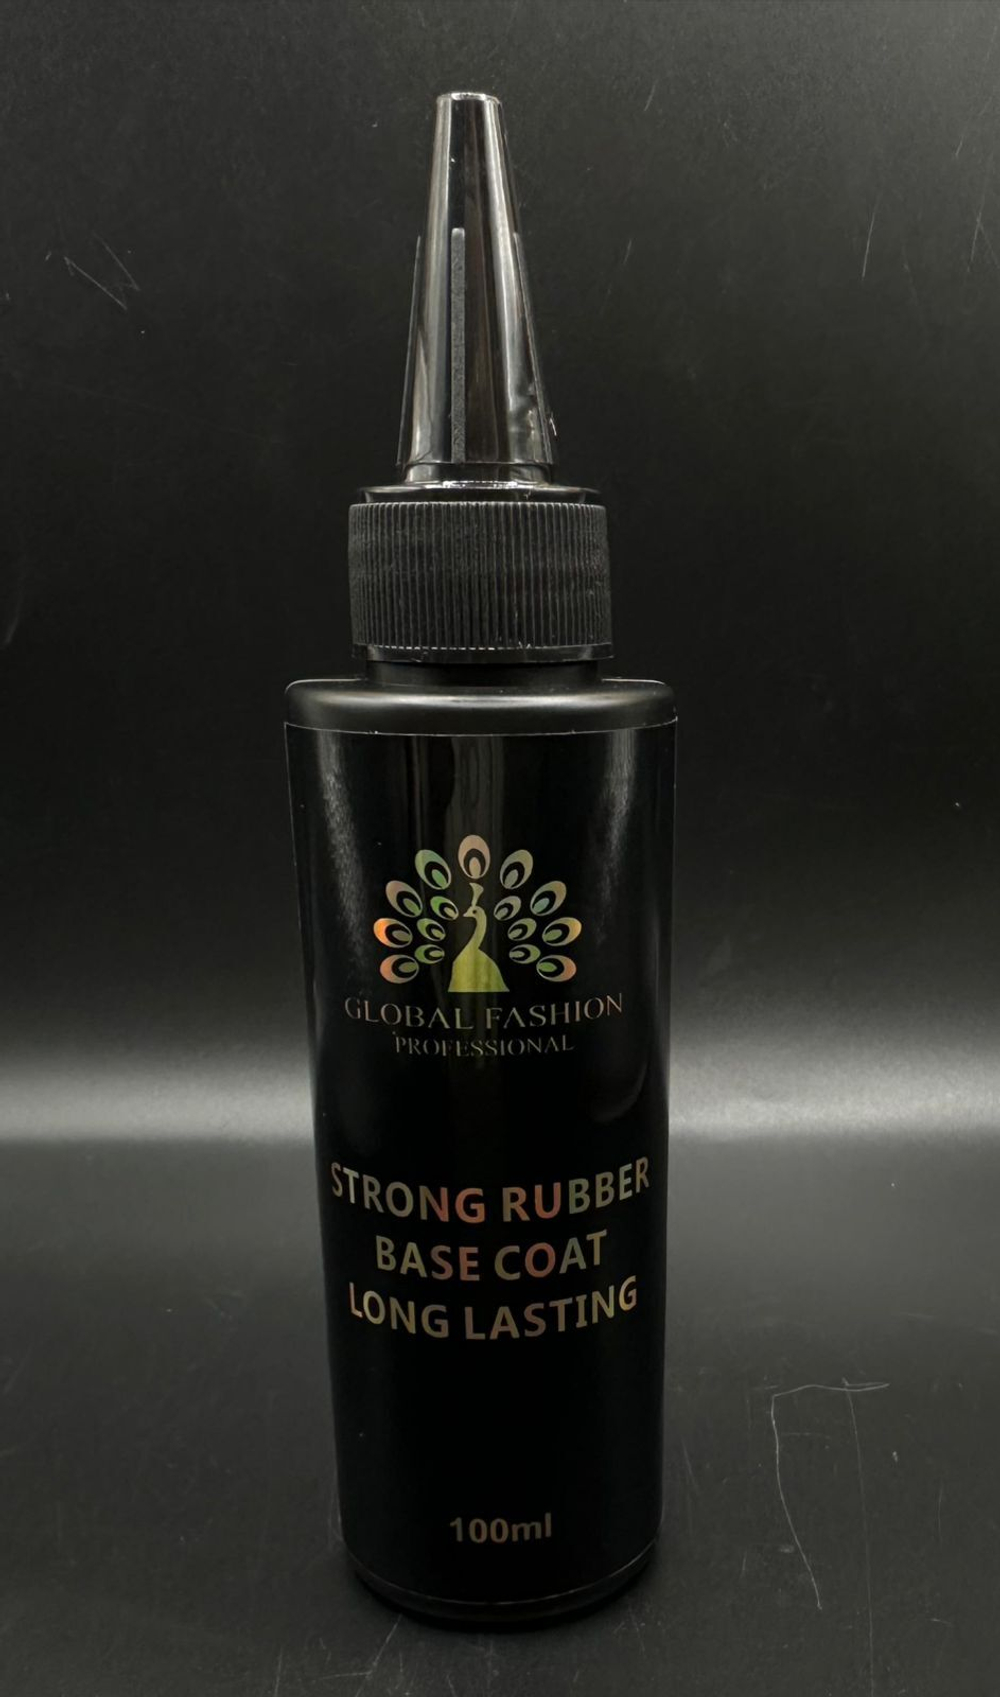 GLOBAL FASHION
PROFESSIONAL
STRONG RUBBER
BASE COAT
LONG LASTING
100ml